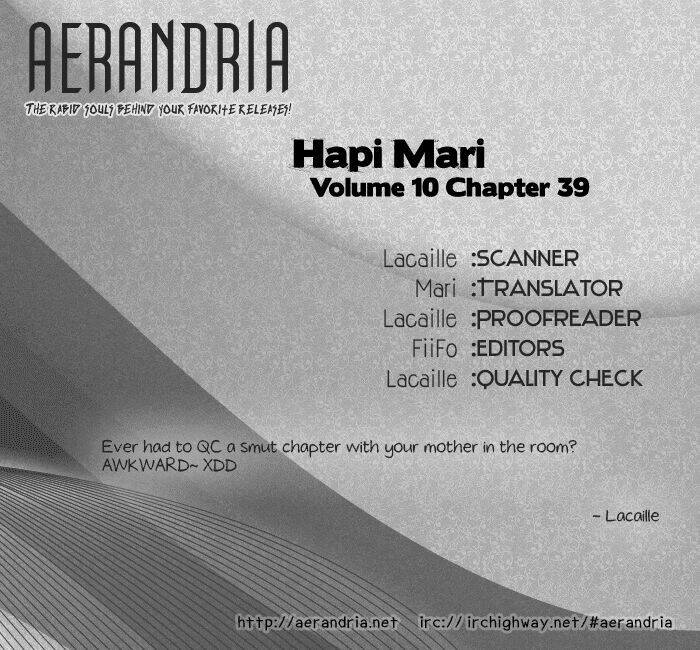 AERANDRIA
THE RABID SOULS BEHIND YOUR FAVORITE RELEASES!
Hapi Mari
Volume 10 Chapter 39
Lacaille :SCANNER
Mari :TRANSLATOR
Lacaille :PROOFREADER
FiiFo :EDITORS
Lacaille :QUALITY CHECK
Ever had to QC a smut chapter with your mother in the room?
AWKWARD~ XDD
- Lacaille
http://aerandria.net irc://irchighway.net/#aerandria